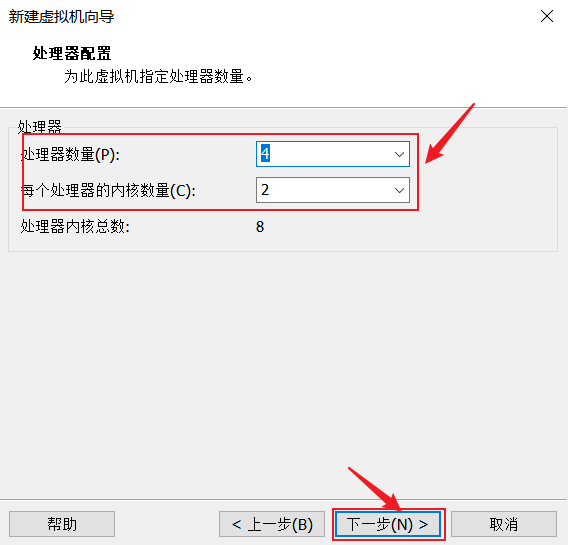 新建虚拟机向导
处理器配置
为此虚拟机指定处理器数量。
处理器
处理器数量(P): 4
每个处理器的内核数量(C): 2
处理器内核总数: 8
帮助 < 上一步(B) 下一步(N) > 取消